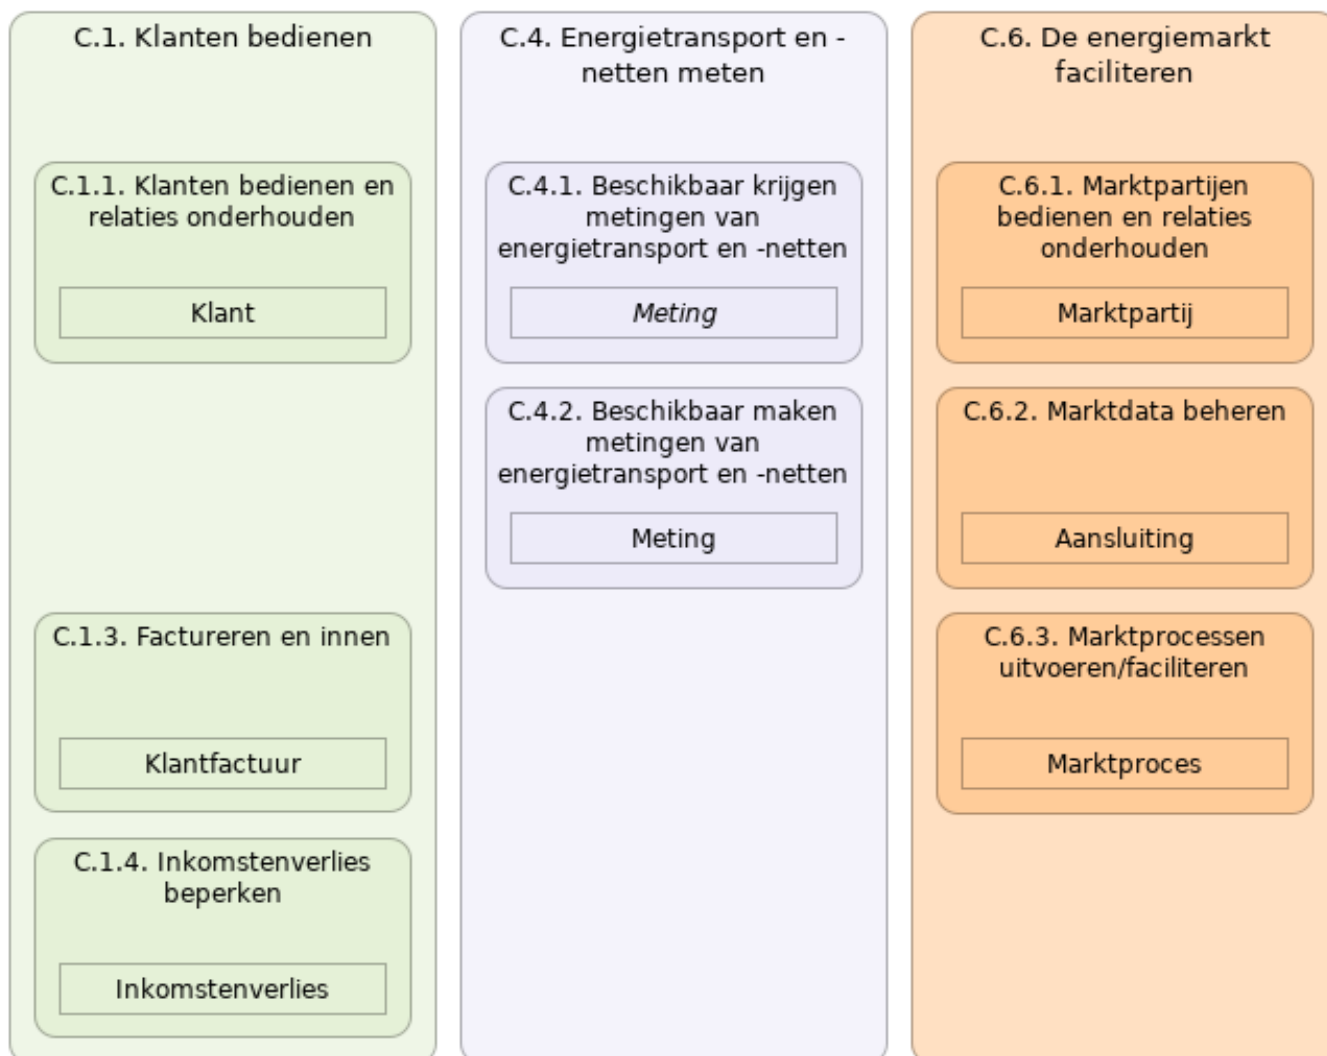 C.1. Klanten bedienen
C.1.1. Klanten bedienen en
relaties onderhouden
Klant
C.1.3. Factureren en innen
Klantfactuur
C.1.4. Inkomstenverlies
beperken
Inkomstenverlies
C.4. Energietransport en -
netten meten
C.4.1. Beschikbaar krijgen
metingen van
energietransport en -netten
Meting
C.4.2. Beschikbaar maken
metingen van
energietransport en -netten
Meting
C.6. De energiemarkt
faciliteren
C.6.1. Marktpartijen
bedienen en relaties
onderhouden
Marktpartij
C.6.2. Marktdata beheren
Aansluiting
C.6.3. Marktprocessen
uitvoeren/faciliteren
Marktproces